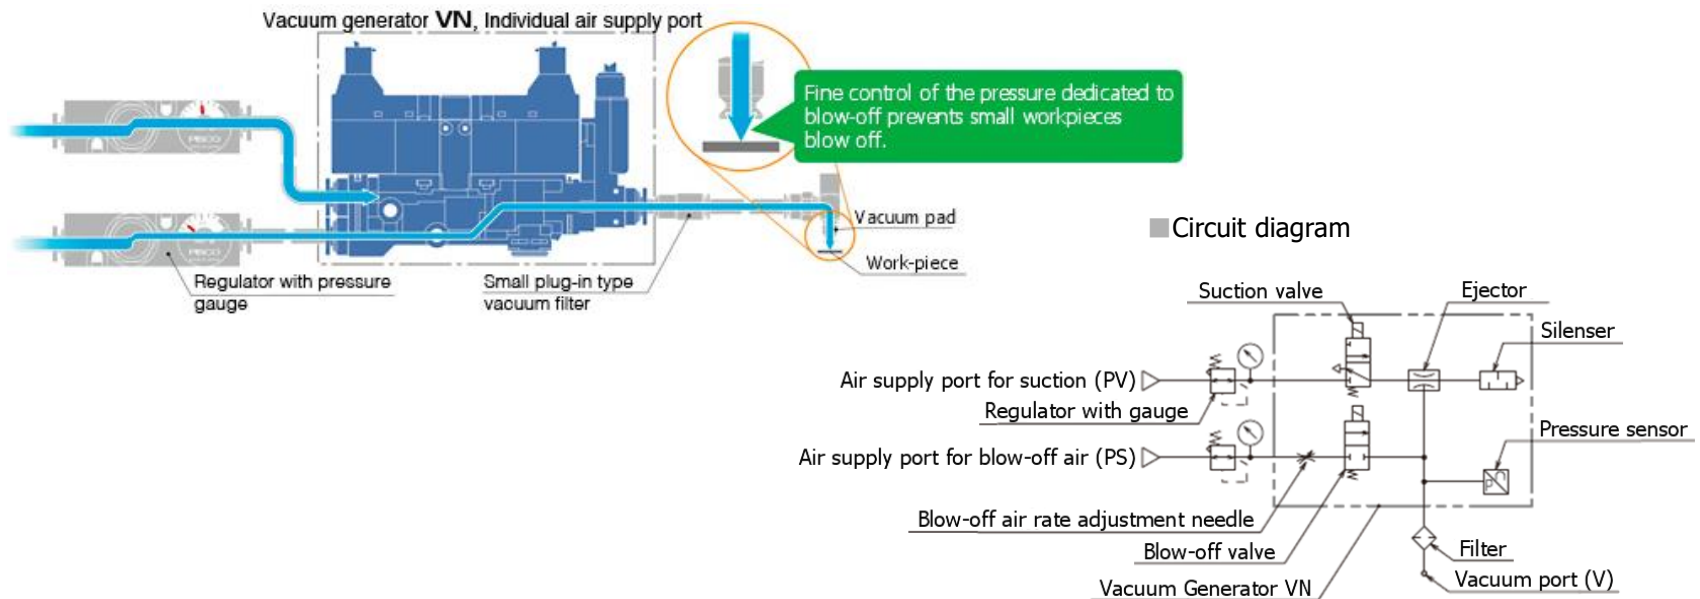 Vacuum generator VN, Individual air supply port
Fine control of the pressure dedicated to
blow-off prevents small workpieces
blow off.
PISCO
PISCO
Vacuum pad
Work-piece
Regulator with pressure
gauge
Small plug-in type
vacuum filter
Circuit diagram
Suction valve
Ejector
Silenser
Air supply port for suction (PV)
Regulator with gauge
Pressure sensor
Air supply port for blow-off air (PS)
P
Blow-off air rate adjustment needle
Blow-off valve
Filter
Vacuum Generator VN
Vacuum port (V)